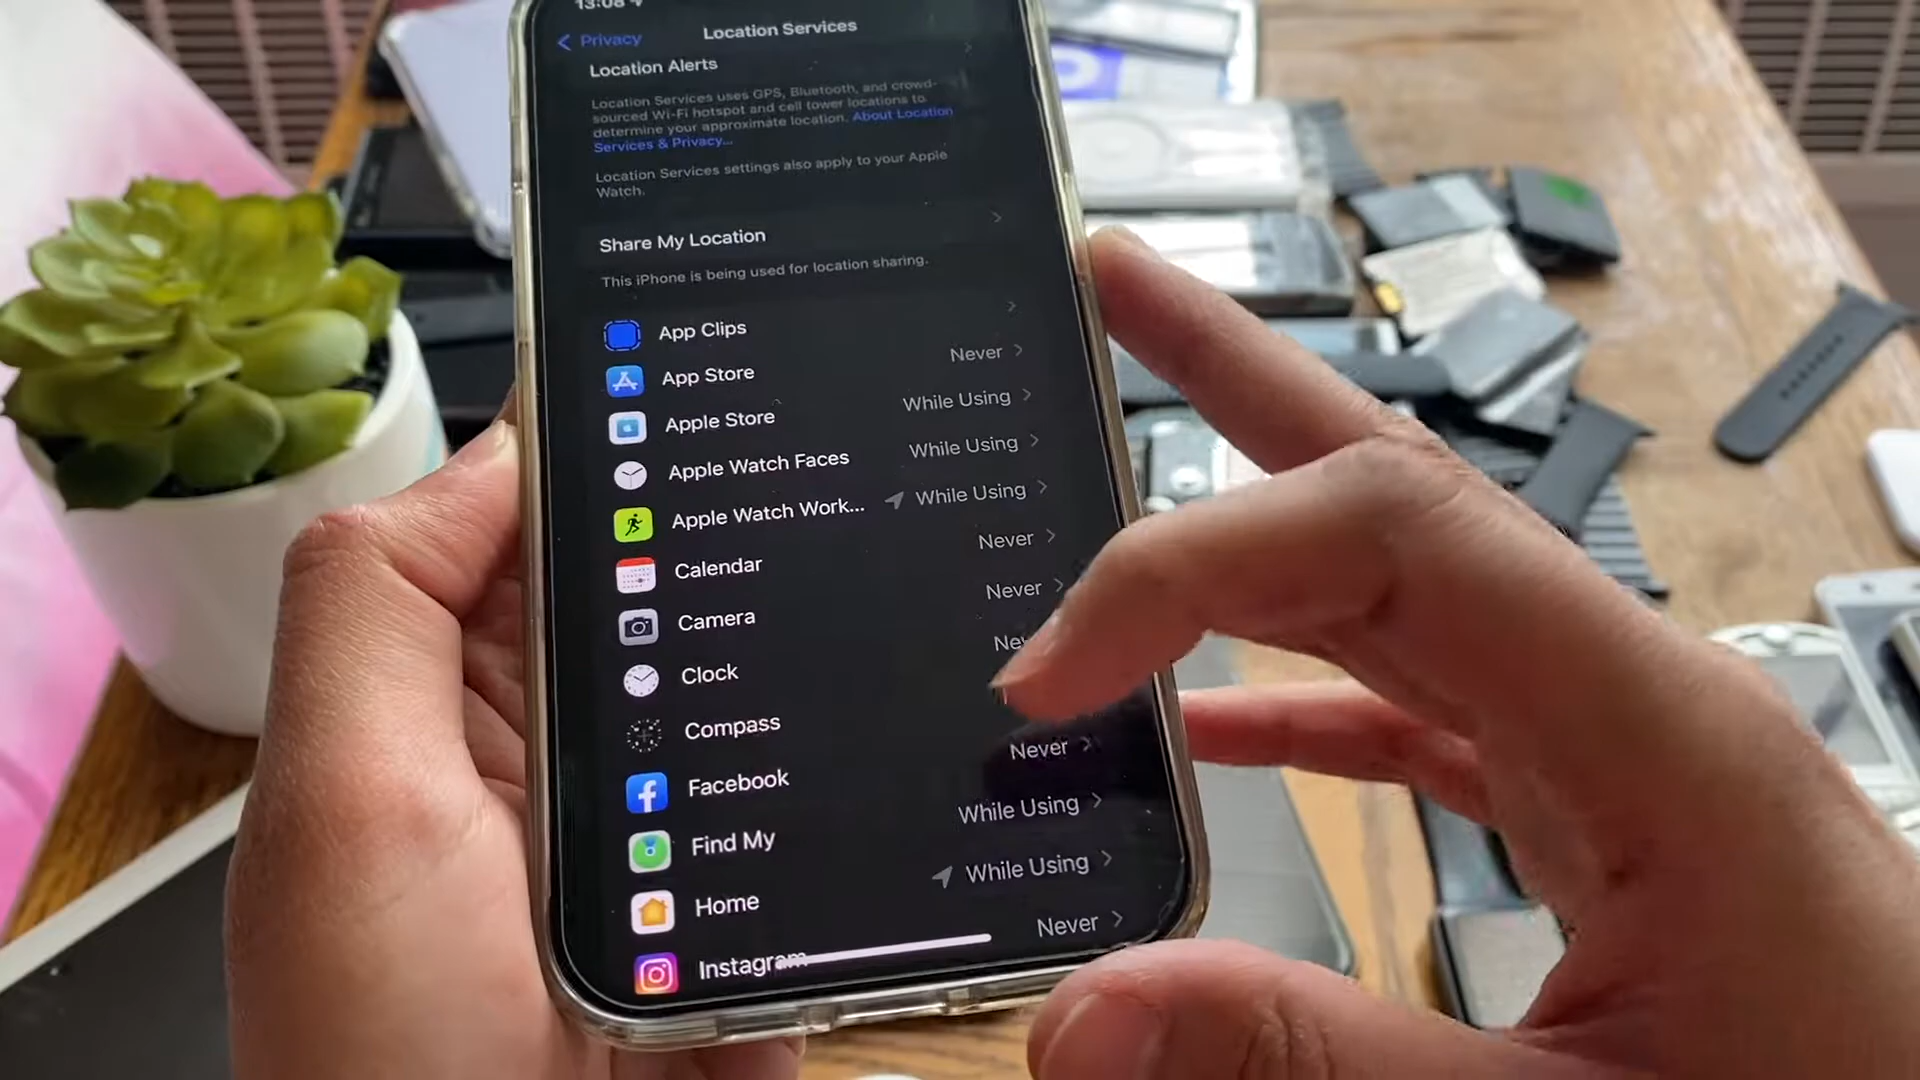 13:08
Privacy
Location Services
Location Alerts
Location Services uses GPS, Bluetooth, and crowd-
sourced Wi-Fi hotspot and cell tower locations to
determine your approximate location. About Location
Services & Privacy...
Location Services settings also apply to your Apple
Watch.
Share My Location
This iPhone is being used for location sharing.
App Clips
App Store Never
Apple Store While Using
Apple Watch Faces While Using
Apple Watch Work... While Using
Calendar Never
Camera Never
Clock
Compass
Facebook Never
Find My While Using
Home While Using
Instagram Never